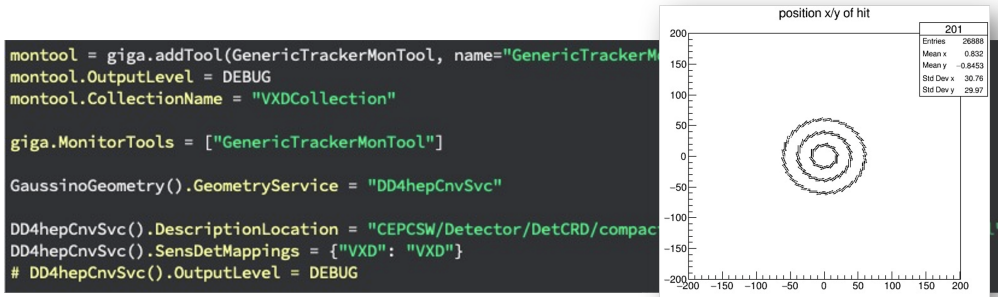 montool = giga.addTool(GenericTrackerMonTool, name="GenericTrackerM
montool.OutputLevel = DEBUG
montool.CollectionName = "VXDCollection"
giga.MonitorTools = ["GenericTrackerMonTool"]
GaussinoGeometry().GeometryService = "DD4hepCnvSvc"
DD4hepCnvSvc().DescriptionLocation = "CEPCSW/Detector/DetCRD/compac
DD4hepCnvSvc().SensDetMappings = {"VXD": "VXD"}
# DD4hepCnvSvc().OutputLevel = DEBUG
position x/y of hit
201
Entries 26888
Mean x 0.832
Mean y −0.8453
Std Dev x 30.76
Std Dev y 29.97
200
150
100
50
0
−50
−100
−150
−200
−200 −150 −100 −50 0 50 100 150 200